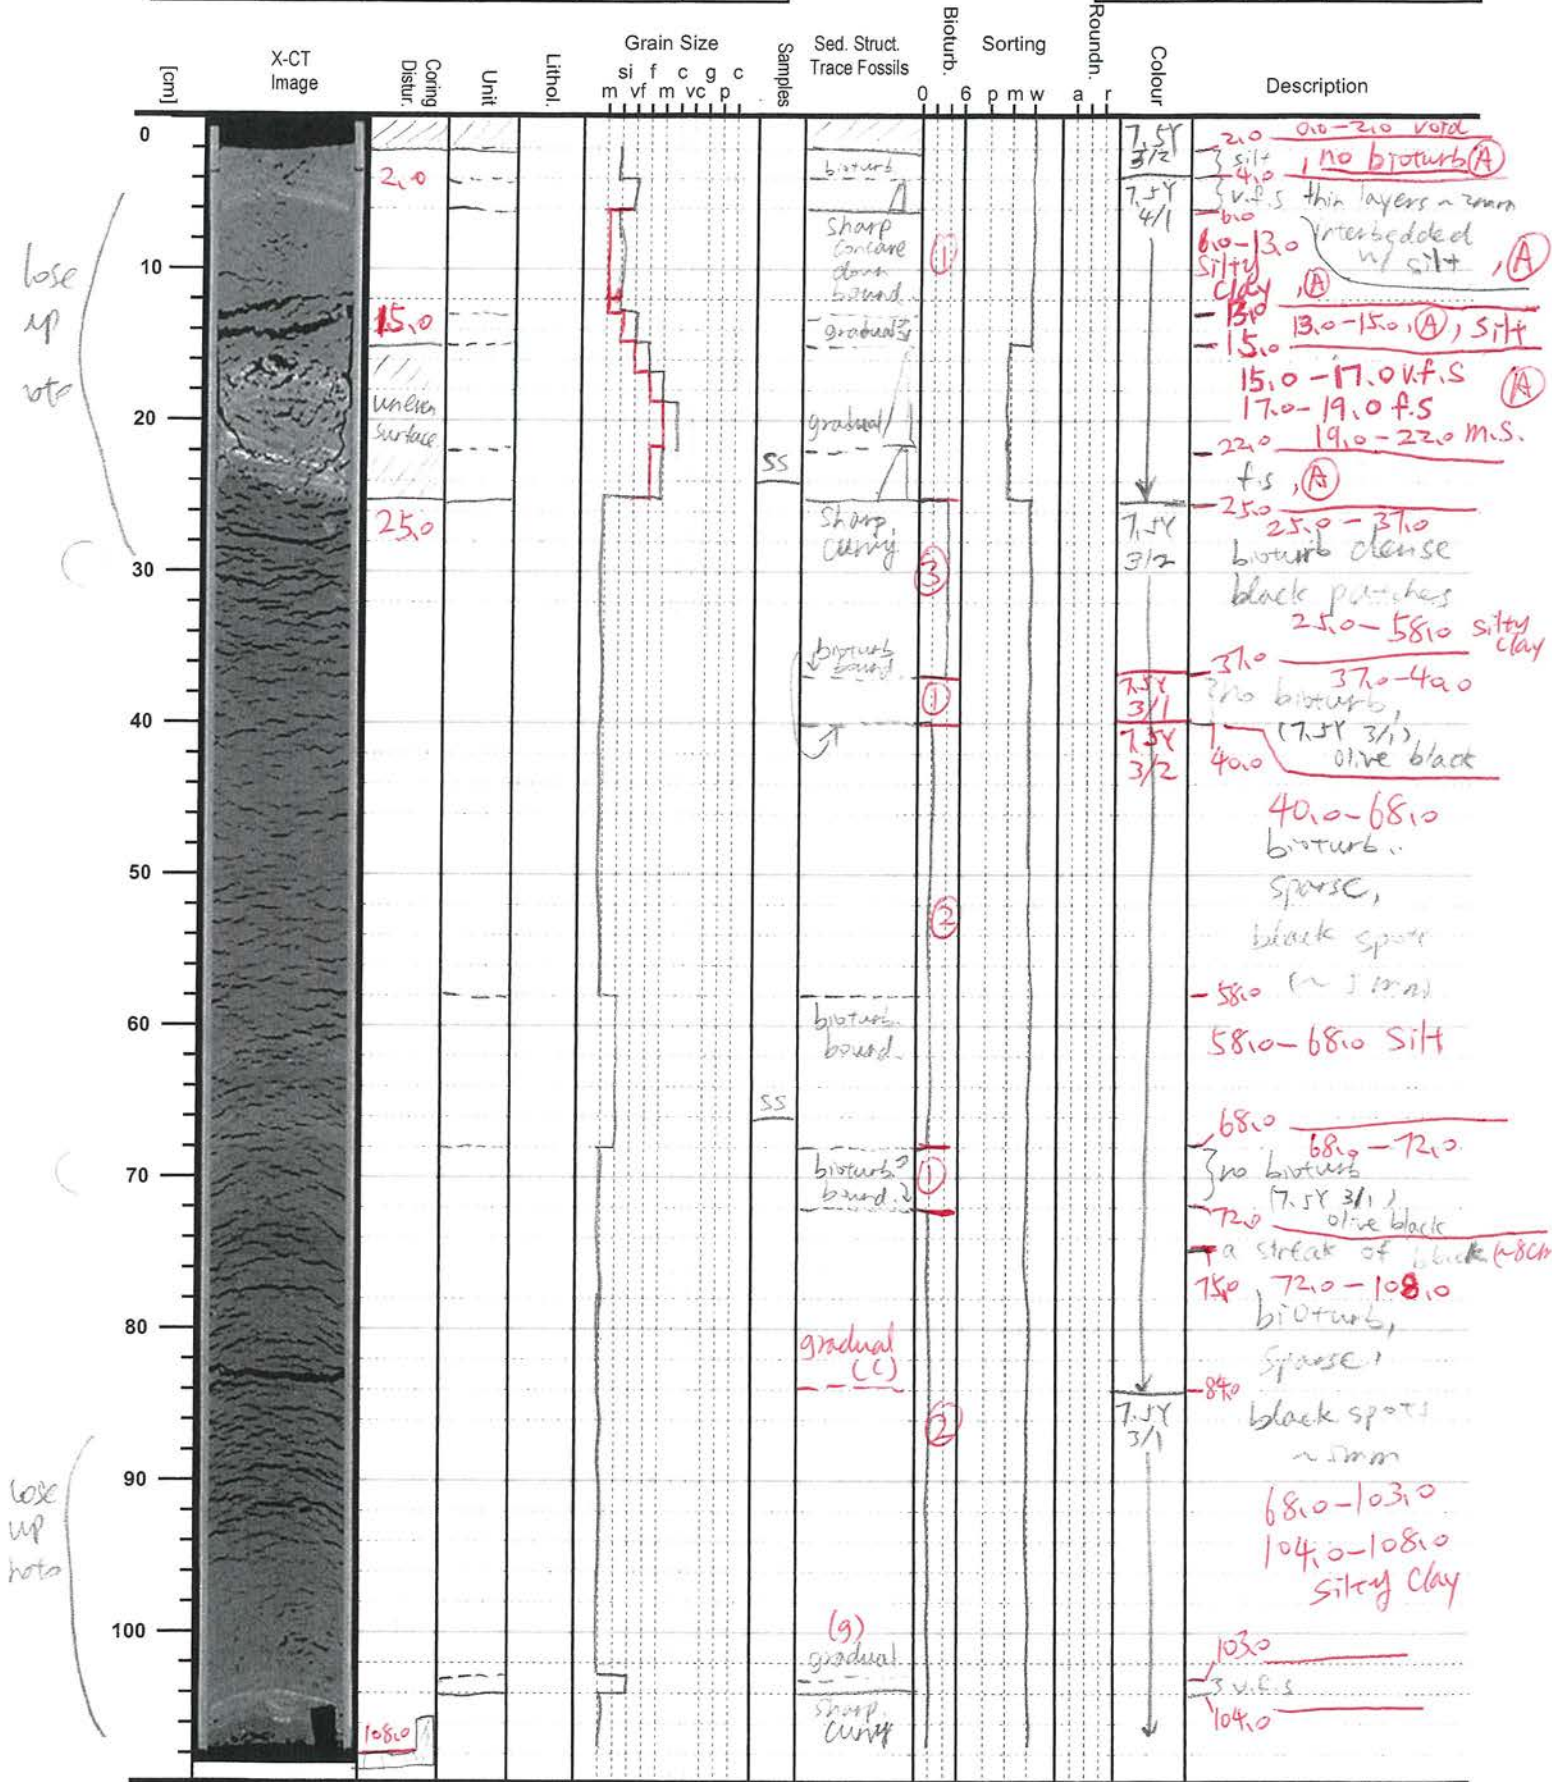 [cm]
X-CT
Image
Coring
Distur.
Unit
Lithol.
Grain Size
si f c g c
m vf m vc p
Samples
Sed. Struct.
Trace Fossils
Bioturb.
0 6
Sorting
p m w
Roundn.
a r
Colour
Description
0
10
20
30
40
50
60
70
80
90
100
lose
up
oto
lose
up
hoto
2.0
15.0
uneven
surface
25.0
108.0
SS
SS
bioturb
sharp
concave
down
bound.
gradual
gradual
sharp,
curvy
bioturb
bound.
bioturb.
bound.
bioturb
bound.
gradual
(c)
(g)
gradual
sharp
curvy
1
3
1
2
1
2
7.5Y
3/2
7.5Y
4/1
7.5Y
3/2
7.5Y
3/1
7.5Y
3/2
7.5Y
3/1
2.0 0.0-2.0 void
} silt, no bioturb (A)
4.0
} v.f.s thin layers ~ 2mm
6.0
interbedded
w/ silt, (A)
6.0-13.0
silty
clay, (A)
13.0
13.0-15.0, (A), silt
15.0
15.0-17.0 v.f.s (A)
17.0-19.0 f.s
19.0-22.0 m.s.
22.0
f.s, (A)
25.0
25.0-37.0
bioturb dense
black patches
25.0-58.0 silty
clay
37.0
37.0-40.0
} no bioturb,
(7.5Y 3/1),
olive black
40.0
40.0-68.0
bioturb.
sparse,
black spots
58.0
58.0-68.0 silt
68.0
68.0-72.0
} no bioturb
(7.5Y 3/1)
olive black
72.0
a streak of black (~8cm
75.0
72.0-108.0
bioturb,
sparse,
84.0
black spots
~5mm
68.0-103.0
104.0-108.0
silty clay
103.0
} v.f.s
104.0